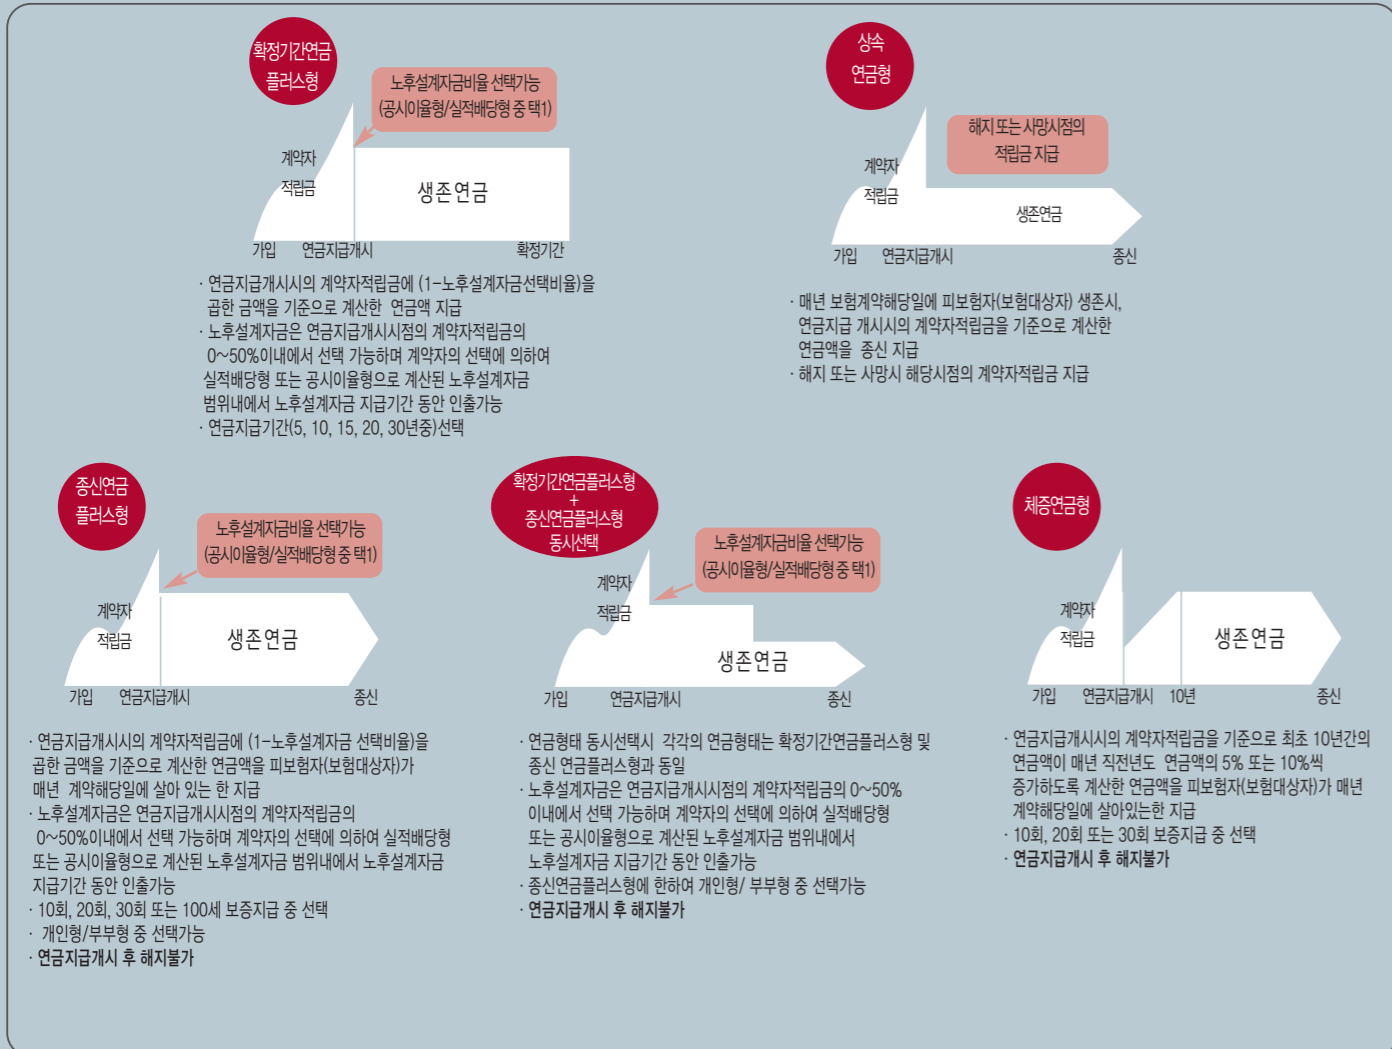 확정기간연금
플러스형
노후설계자금비율 선택가능
(공시이율형/실적배당형 중 택1)
계약자
적립금
생존연금
가입 연금지급개시 확정기간
· 연금지급개시시의 계약자적립금에 (1-노후설계자금선택비율)을
곱한 금액을 기준으로 계산한 연금액 지급
· 노후설계자금은 연금지급개시시점의 계약자적립금의
0~50%이내에서 선택 가능하며 계약자의 선택에 의하여
실적배당형 또는 공시이율형으로 계산된 노후설계자금
범위내에서 노후설계자금 지급기간 동안 인출가능
· 연금지급기간(5, 10, 15, 20, 30년중)선택
상속
연금형
해지 또는 사망시점의
적립금 지급
계약자
적립금
생존연금
가입 연금지급개시 종신
· 매년 보험계약해당일에 피보험자(보험대상자) 생존시,
연금지급 개시시의 계약자적립금을 기준으로 계산한
연금액을 종신 지급
· 해지 또는 사망시 해당시점의 계약자적립금 지급
종신연금
플러스형
노후설계자금비율 선택가능
(공시이율형/실적배당형 중 택1)
계약자
적립금
생존연금
가입 연금지급개시 종신
· 연금지급개시시의 계약자적립금에 (1-노후설계자금 선택비율)을
곱한 금액을 기준으로 계산한 연금액을 피보험자(보험대상자)가
매년 계약해당일에 살아 있는 한 지급
· 노후설계자금은 연금지급개시시점의 계약자적립금의
0~50%이내에서 선택 가능하며 계약자의 선택에 의하여 실적배당형
또는 공시이율형으로 계산된 노후설계자금 범위내에서 노후설계자금
지급기간 동안 인출가능
· 10회, 20회, 30회 또는 100세 보증지급 중 선택
· 개인형/부부형 중 선택가능
· 연금지급개시 후 해지불가
확정기간연금플러스형
+
종신연금플러스형
동시선택
노후설계자금비율 선택가능
(공시이율형/실적배당형 중 택1)
계약자
적립금
생존연금
가입 연금지급개시 종신
· 연금형태 동시선택시 각각의 연금형태는 확정기간연금플러스형 및
종신 연금플러스형과 동일
· 노후설계자금은 연금지급개시시점의 계약자적립금의 0~50%
이내에서 선택 가능하며 계약자의 선택에 의하여 실적배당형
또는 공시이율형으로 계산된 노후설계자금 범위내에서
노후설계자금 지급기간 동안 인출가능
· 종신연금플러스형에 한하여 개인형/ 부부형 중 선택가능
· 연금지급개시 후 해지불가
체증연금형
계약자
적립금
생존연금
가입 연금지급개시 10년 종신
· 연금지급개시시의 계약자적립금을 기준으로 최초 10년간의
연금액이 매년 직전년도 연금액의 5% 또는 10%씩
증가하도록 계산한 연금액을 피보험자(보험대상자)가 매년
계약해당일에 살아있는한 지급
· 10회, 20회 또는 30회 보증지급 중 선택
· 연금지급개시 후 해지불가